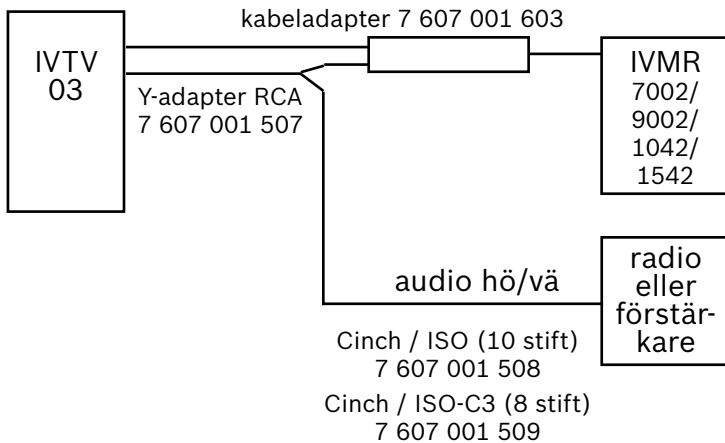 kabeladapter 7 607 001 603
IVTV
03
Y-adapter RCA
7 607 001 507
IVMR
7002/
9002/
1042/
1542
audio hö/vä
radio
eller
förstär-
kare
Cinch / ISO (10 stift)
7 607 001 508
Cinch / ISO-C3 (8 stift)
7 607 001 509